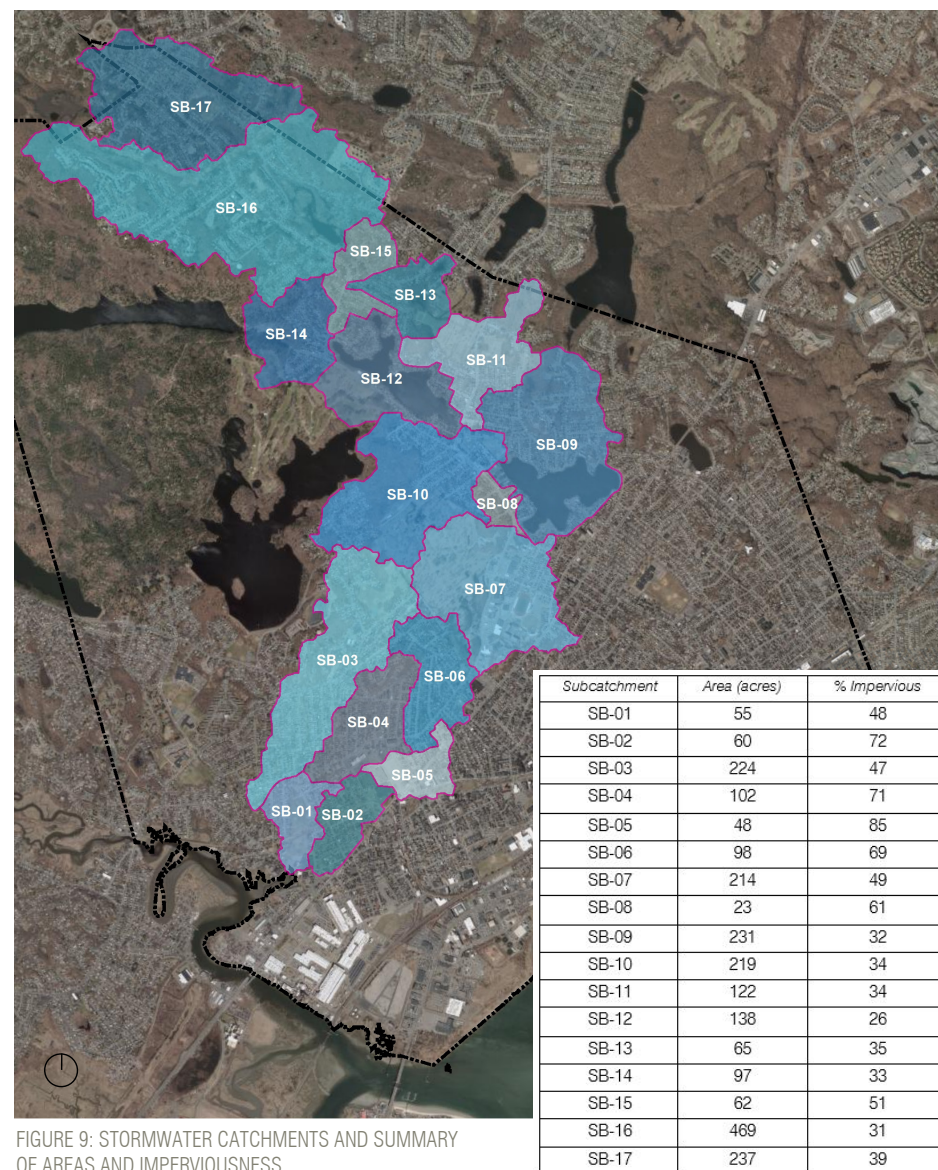 SB-17
SB-16
SB-15
SB-13
SB-14
SB-11
SB-12
SB-09
SB-10
SB-08
SB-07
SB-03
SB-06
SB-04
SB-05
SB-01
SB-02
Subcatchment Area (acres) % Impervious
SB-01 55 48
SB-02 60 72
SB-03 224 47
SB-04 102 71
SB-05 48 85
SB-06 98 69
SB-07 214 49
SB-08 23 61
SB-09 231 32
SB-10 219 34
SB-11 122 34
SB-12 138 26
SB-13 65 35
SB-14 97 33
SB-15 62 51
SB-16 469 31
SB-17 237 39
FIGURE 9: STORMWATER CATCHMENTS AND SUMMARY
OF AREAS AND IMPERVIOUSNESS